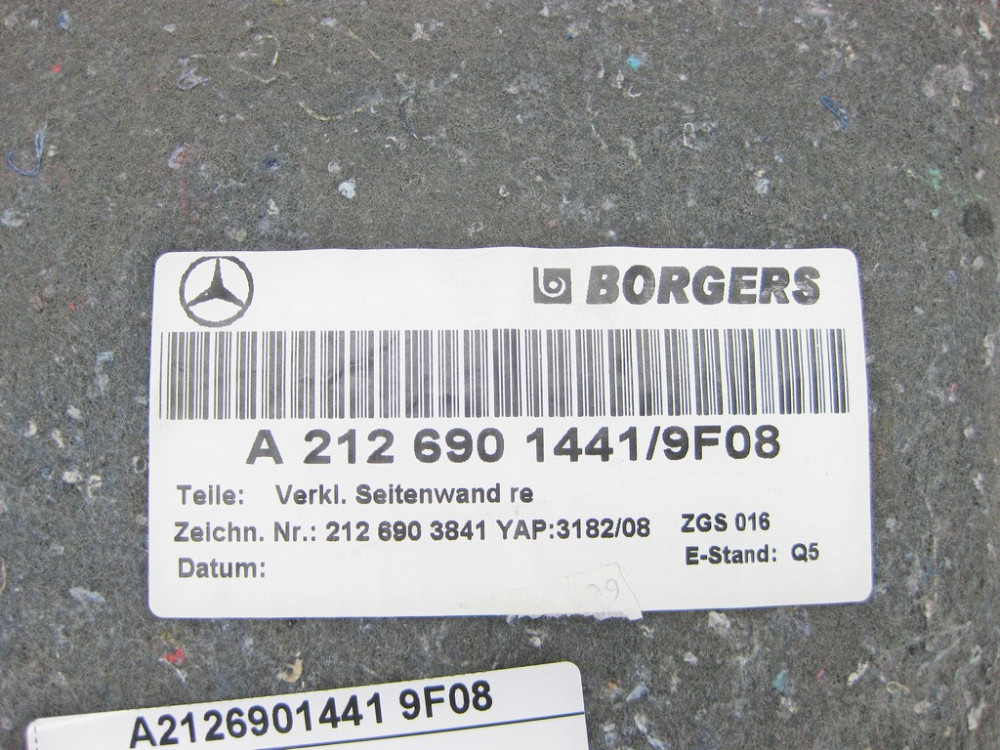 BORGERS
A 212 690 1441/9F08
Teile: Verkl. Seitenwand re
Zeichn. Nr.: 212 690 3841 YAP:3182/08 ZGS 016
Datum: E-Stand: Q5
A2126901441 9F08